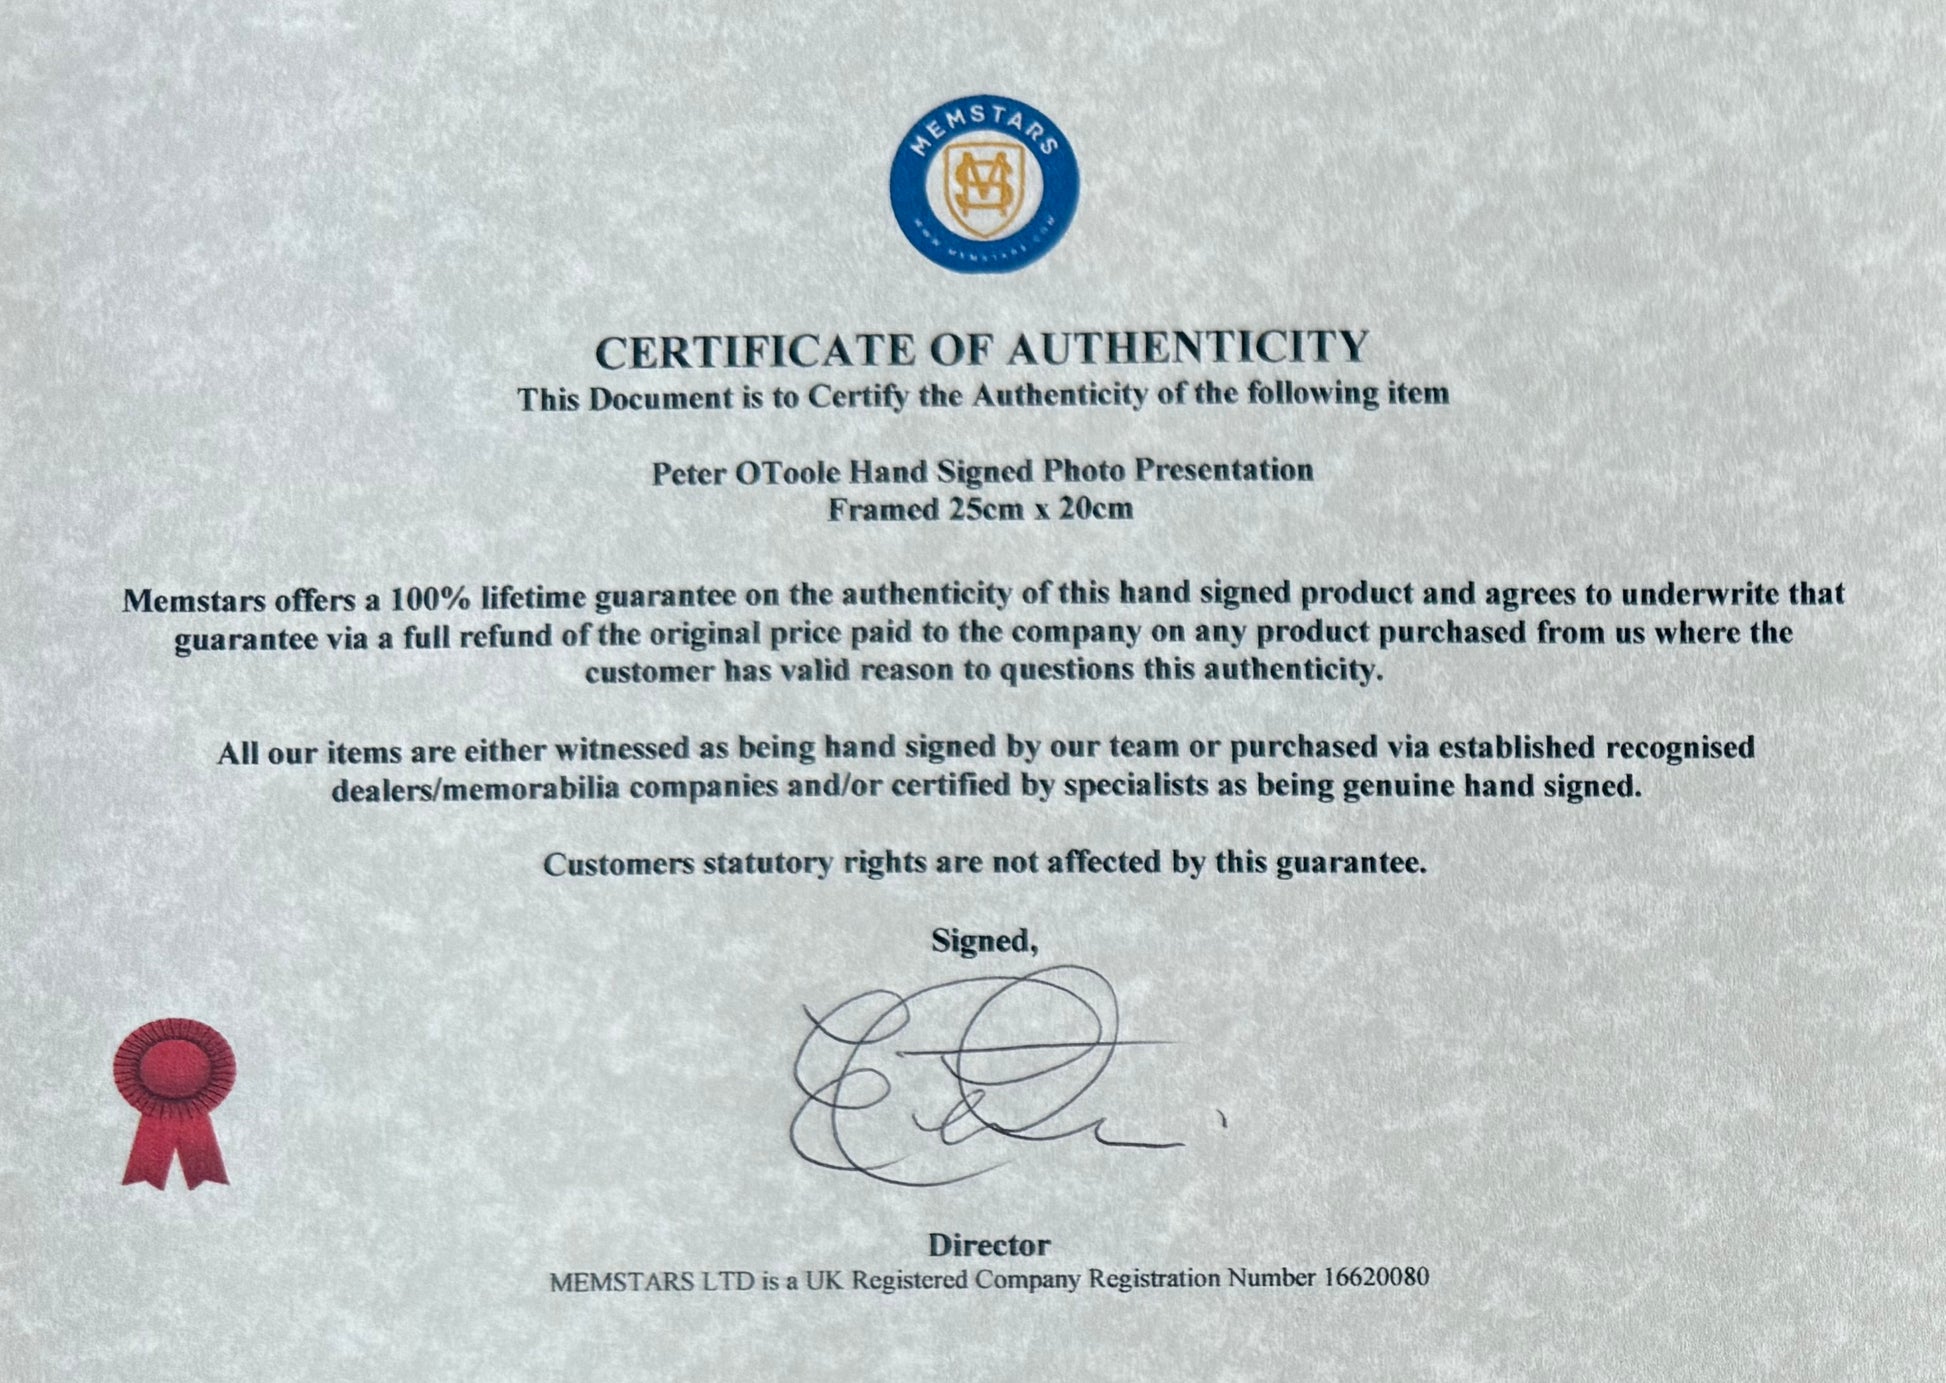 MEMSTARS
WWW.MEMSTARS.COM
CERTIFICATE OF AUTHENTICITY
This Document is to Certify the Authenticity of the following item
Peter OToole Hand Signed Photo Presentation
Framed 25cm x 20cm
Memstars offers a 100% lifetime guarantee on the authenticity of this hand signed product and agrees to underwrite that
guarantee via a full refund of the original price paid to the company on any product purchased from us where the
customer has valid reason to questions this authenticity.
All our items are either witnessed as being hand signed by our team or purchased via established recognised
dealers/memorabilia companies and/or certified by specialists as being genuine hand signed.
Customers statutory rights are not affected by this guarantee.
Signed,
Director
MEMSTARS LTD is a UK Registered Company Registration Number 16620080